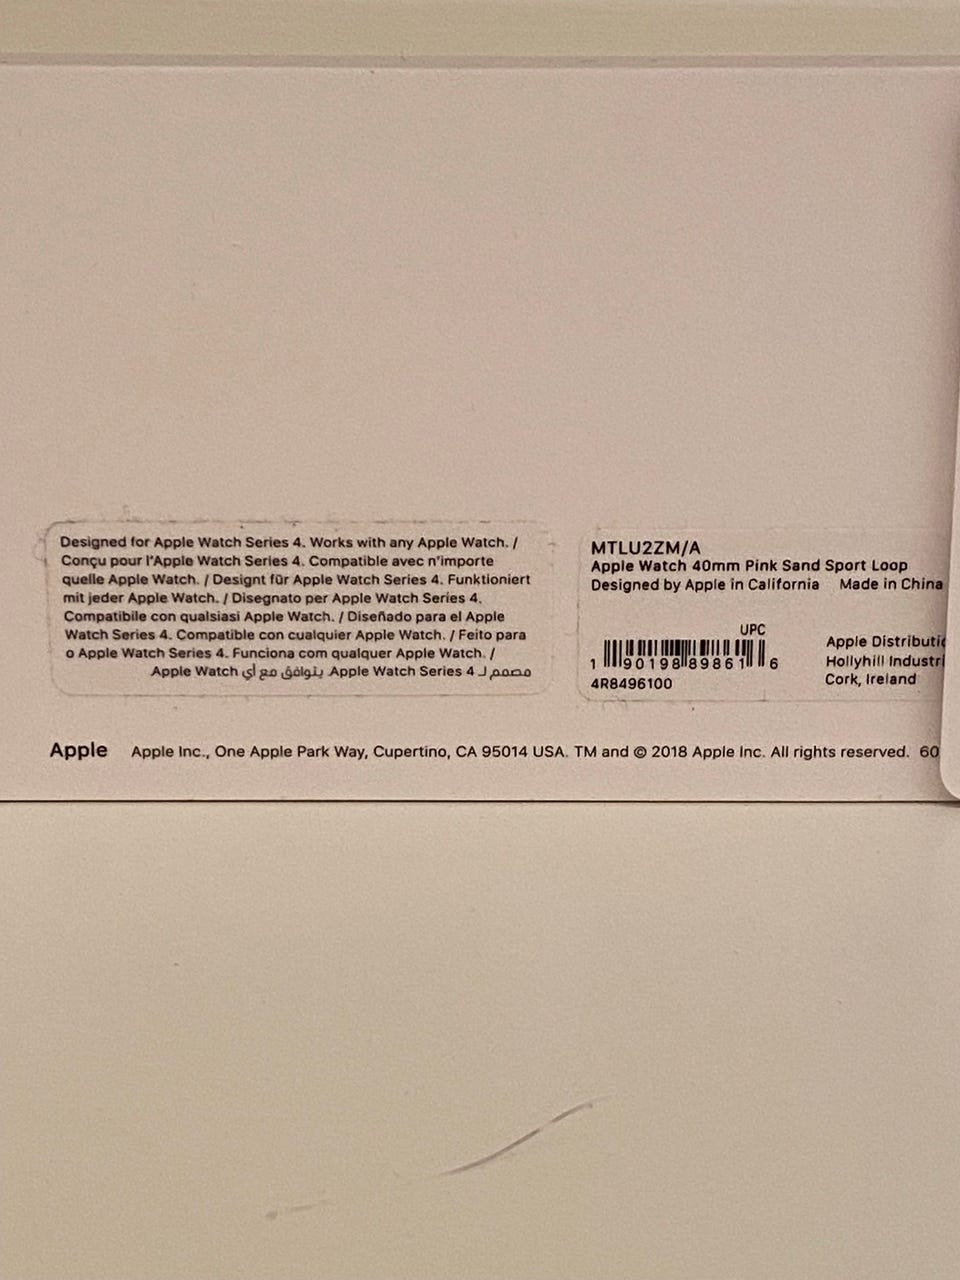 Designed for Apple Watch Series 4. Works with any Apple Watch. /
Conçu pour l'Apple Watch Series 4. Compatible avec n'importe
quelle Apple Watch. / Designt für Apple Watch Series 4. Funktioniert
mit jeder Apple Watch. / Disegnato per Apple Watch Series 4.
Compatibile con qualsiasi Apple Watch. / Diseñado para el Apple
Watch Series 4. Compatible con cualquier Apple Watch. / Feito para
o Apple Watch Series 4. Funciona com qualquer Apple Watch. /
مصمم لـ Apple Watch Series 4. يتوافق مع أي Apple Watch
MTLU2ZM/A
Apple Watch 40mm Pink Sand Sport Loop
Designed by Apple in California Made in China
UPC
1 90198 89861 6
4R8496100
Apple
Hollyhill
Cork, Ireland
Apple Apple Inc., One Apple Park Way, Cupertino, CA 95014 USA. TM and © 2018 Apple Inc. All rights reserved.